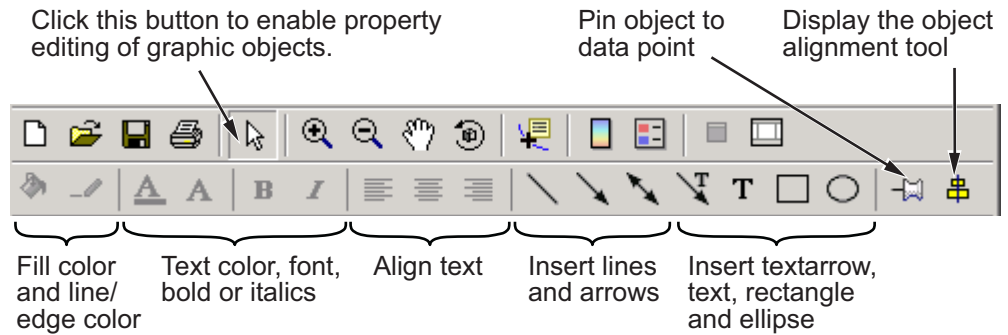 Click this button to enable property
editing of graphic objects.
Pin object to
data point
Display the object
alignment tool
A A B I T T
Fill color
and line/
edge color
Text color, font,
bold or italics
Align text
Insert lines
and arrows
Insert textarrow,
text, rectangle
and ellipse